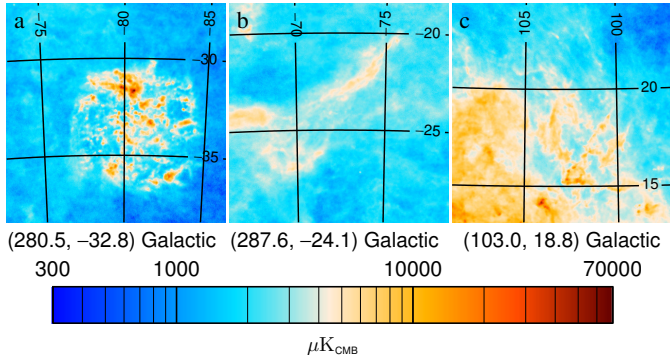 a
−75
−80
−85
−30
−35
b
−70
−75
−20
−25
c
105
100
20
15
(280.5, −32.8) Galactic
(287.6, −24.1) Galactic
(103.0, 18.8) Galactic
300 1000 10000 70000
μK_CMB